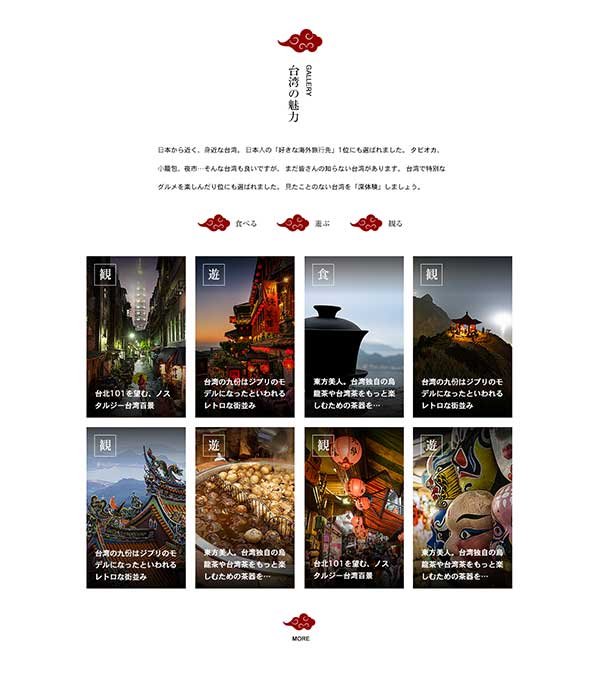 GALLERY
台湾の魅力
日本から近く、身近な台湾。 日本人の「好きな海外旅行先」1位にも選ばれました。 タピオカ、
小籠包、夜市…そんな台湾も良いですが、 まだ皆さんの知らない台湾があります。 台湾で特別な
グルメを楽しんだり位にも選ばれました。 見たことのない台湾を「深体験」しましょう。
食べる
遊ぶ
観る
観
台北101を望む、ノス
タルジー台湾百景
遊
台湾の九份はジブリのモ
デルになったといわれる
レトロな街並み
食
東方美人。台湾独自の烏
龍茶や台湾茶をもっと楽
しむための茶器を…
観
台湾の九份はジブリのモ
デルになったといわれる
レトロな街並み
観
台湾の九份はジブリのモ
デルになったといわれる
レトロな街並み
遊
東方美人。台湾独自の烏
龍茶や台湾茶をもっと楽
しむための茶器を…
観
台北101を望む、ノス
タルジー台湾百景
遊
東方美人。台湾独自の烏
龍茶や台湾茶をもっと楽
しむための茶器を…
MORE